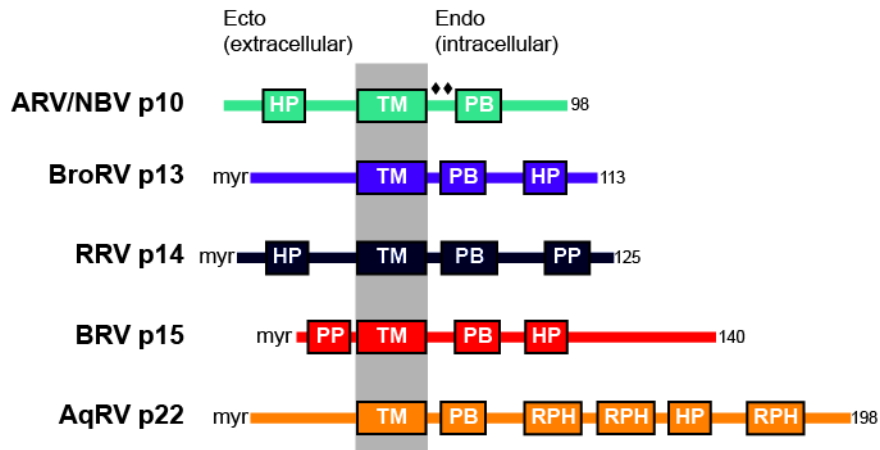 Ecto Endo
(extracellular) (intracellular)
ARV/NBV p10 HP TM ♦♦ PB 98
BroRV p13 myr TM PB HP 113
RRV p14 myr HP TM PB PP 125
BRV p15 myr PP TM PB HP 140
AqRV p22 myr TM PB RPH RPH HP RPH 198